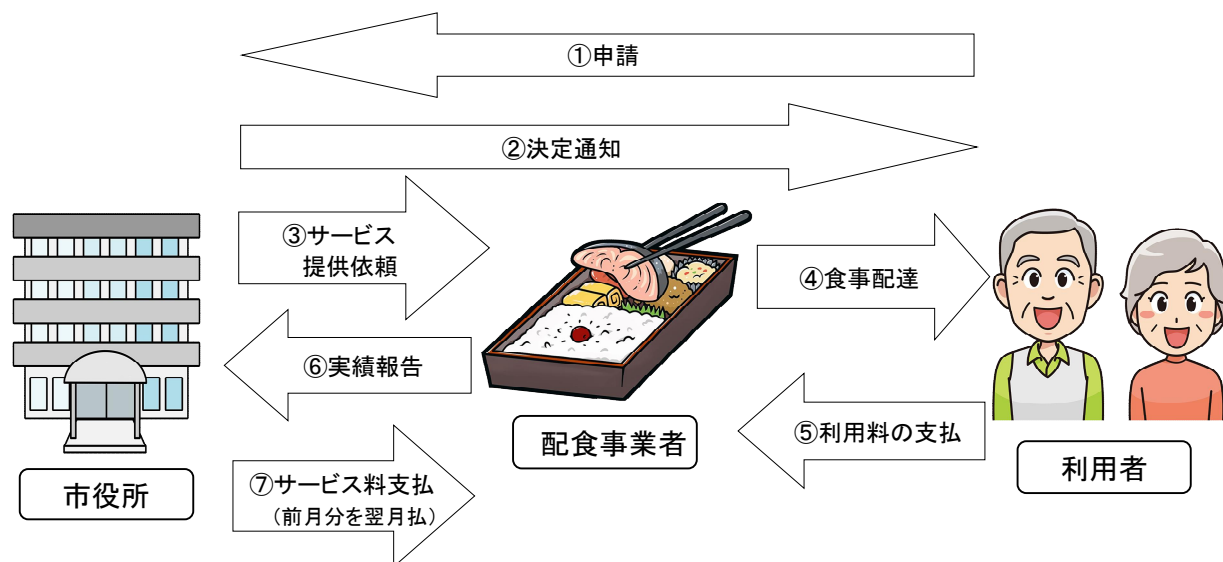 ①申請
②決定通知
③サービス
提供依頼
④食事配達
⑥実績報告
⑤利用料の支払
配食事業者
利用者
市役所
⑦サービス料支払
（前月分を翌月払）